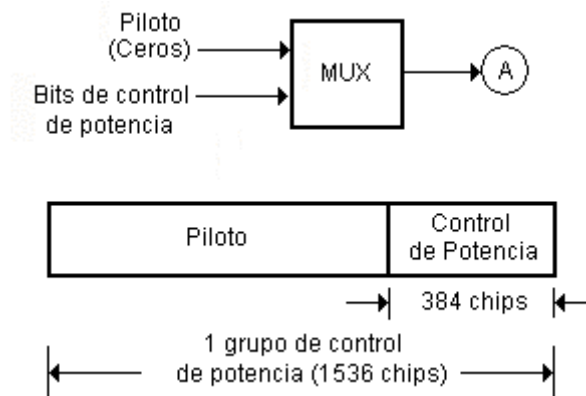 Piloto
(Ceros)
MUX
A
Bits de control
de potencia
Piloto
Control
de Potencia
384 chips
1 grupo de control
de potencia (1536 chips)